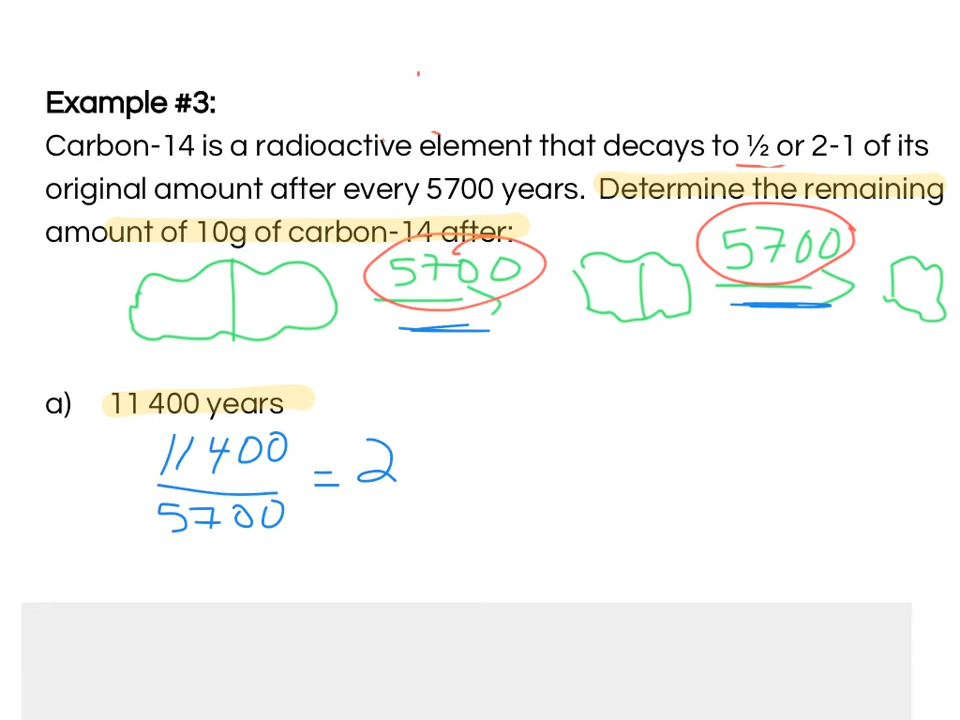 Example #3:
Carbon-14 is a radioactive element that decays to ½ or 2-1 of its
original amount after every 5700 years. Determine the remaining
amount of 10g of carbon-14 after:
5700 5700
a) 11 400 years
11400
= 2
5700